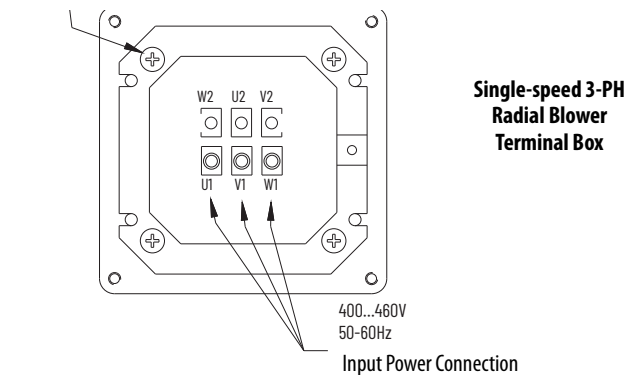 Single-speed 3-PH
Radial Blower
Terminal Box
W2 U2 V2
U1 V1 W1
400...460V
50-60Hz
Input Power Connection